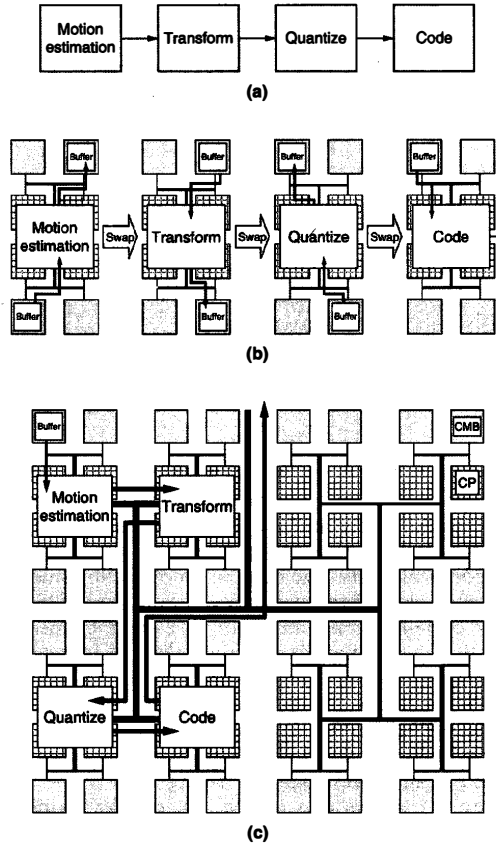 Motion
estimation
Transform
Quantize
Code
(a)
Buffer
Buffer
Buffer
Buffer
Motion
estimation
Swap
Transform
Swap
Quantize
Swap
Code
Buffer
Buffer
Buffer
(b)
Buffer
CMB
Motion
estimation
Transform
CP
Quantize
Code
(c)